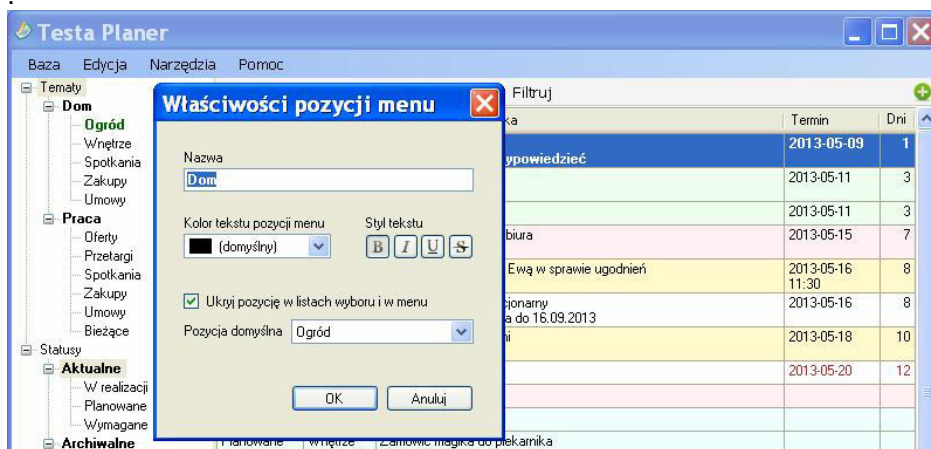 .
Testa Planer
Baza Edycja Narzędzia Pomoc
Tematy
Dom
Ogród
Wnętrze
Spotkania
Zakupy
Umowy
Praca
Oferty
Przetargi
Spotkania
Zakupy
Umowy
Bieżące
Statusy
Aktualne
W realizacji
Planowane
Wymagane
Archiwalne
Właściwości pozycji menu
Nazwa
Dom
Kolor tekstu pozycji menu Styl tekstu
(domyślny) B I U S
Ukryj pozycję w listach wyboru i w menu
Pozycja domyślna Ogród
OK Anuluj
Filtruj
ka Termin Dni
ypowiedzieć 2013-05-09 1
2013-05-11 3
2013-05-11 3
biura 2013-05-15 7
Ewą w sprawie ugodnień 2013-05-16 8
11:30
cjonarny 2013-05-16 8
a do 16.09.2013
ni 2013-05-18 10
2013-05-20 12
Planowane Wnętrze Zamówić magika do piekarnika